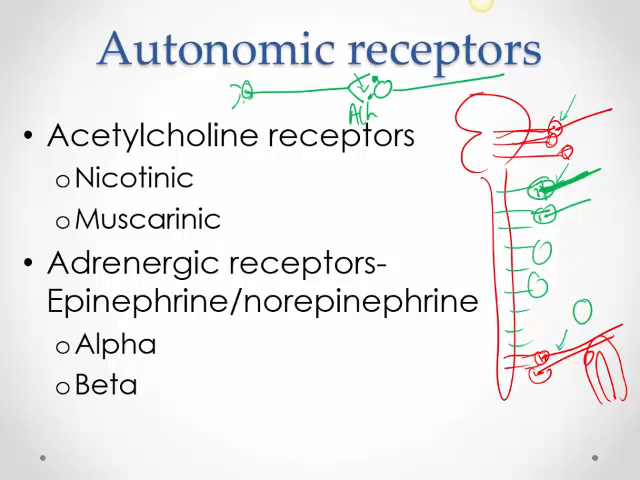 Autonomic receptors
ACh
• Acetylcholine receptors
o Nicotinic
o Muscarinic
• Adrenergic receptors-
Epinephrine/norepinephrine
o Alpha
o Beta